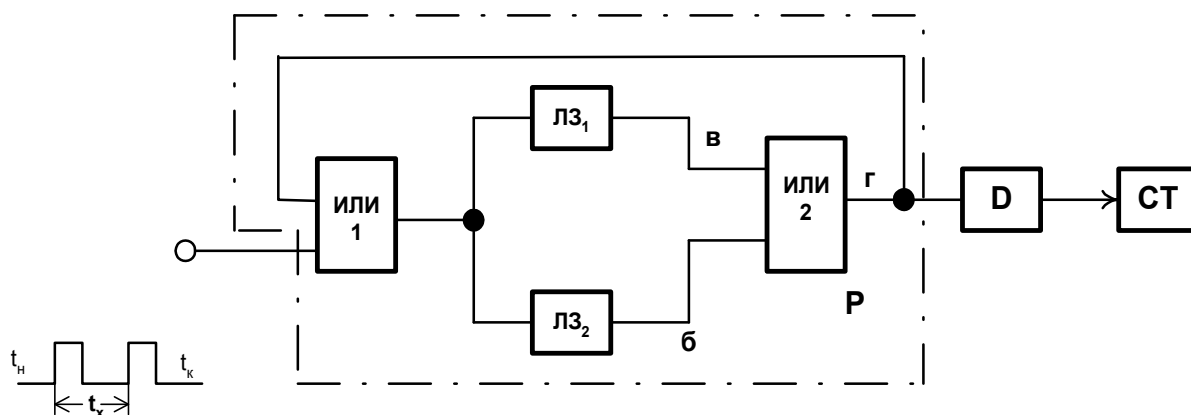 ЛЗ₁
в
ИЛИ
1
ИЛИ
2
г
D
СТ
ЛЗ₂
б
Р
tн
tк
tх